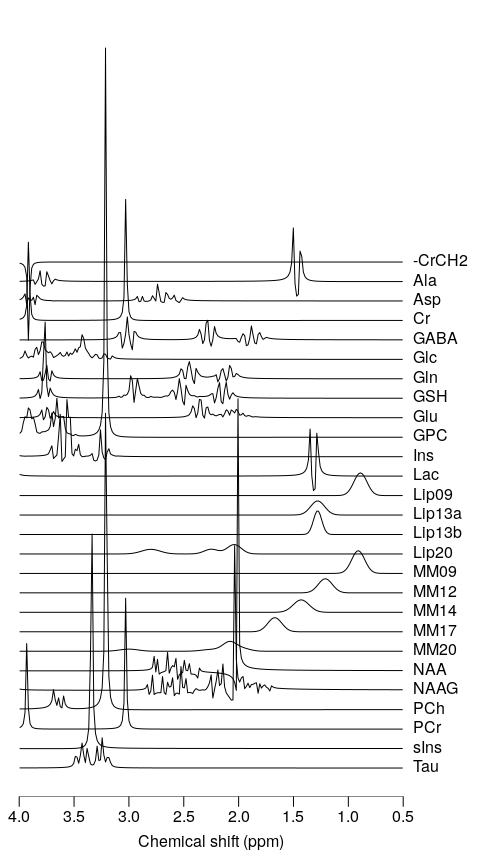 -CrCH2
Ala
Asp
Cr
GABA
Glc
Gln
GSH
Glu
GPC
Ins
Lac
Lip09
Lip13a
Lip13b
Lip20
MM09
MM12
MM14
MM17
MM20
NAA
NAAG
PCh
PCr
sIns
Tau
4.0 3.5 3.0 2.5 2.0 1.5 1.0 0.5
Chemical shift (ppm)